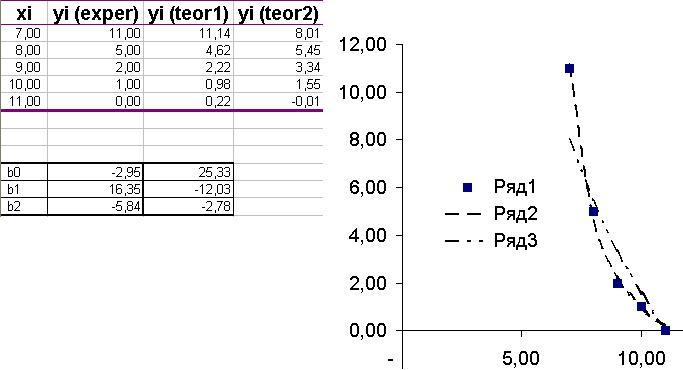 xi yi (exper) yi (teor1) yi (teor2)
7,00 11,00 11,14 8,01
8,00 5,00 4,62 5,45
9,00 2,00 2,22 3,34
10,00 1,00 0,98 1,55
11,00 0,00 0,22 -0,01
b0 -2,95 25,33
b1 16,35 -12,03
b2 -5,84 -2,78
12,00
10,00
8,00
6,00
4,00
2,00
0,00
Ряд1
Ряд2
Ряд3
- 5,00 10,00